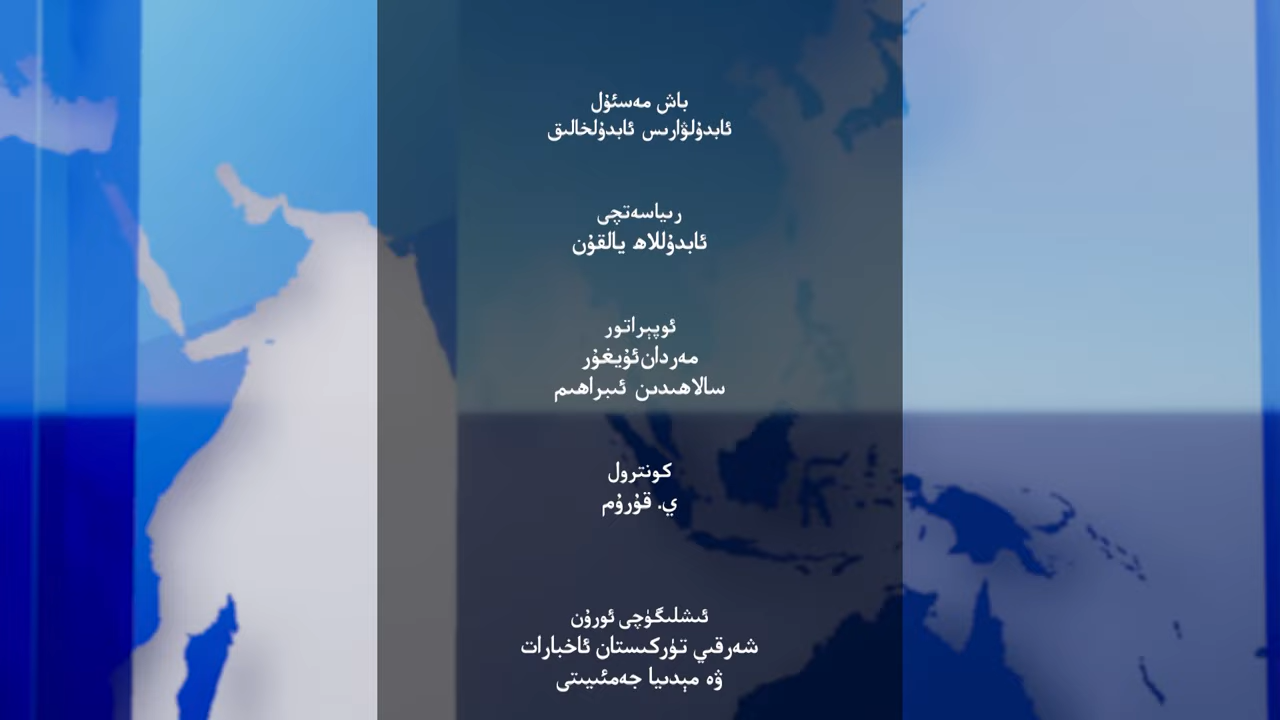 باش مەسئۇل
ئابدۇلۋارىس ئابدۇلخالىق
رىياسەتچى
ئابدۇللاھ يالقۇن
ئوپېراتور
مەردان ئۇيغۇر
سالاھىدىن ئىبراھىم
كونترول
ي. قۇرۇم
ئىشلىگۈچى ئورۇن
شەرقىي تۈركىستان ئاخبارات
ۋە مېدىيا جەمئىيىتى